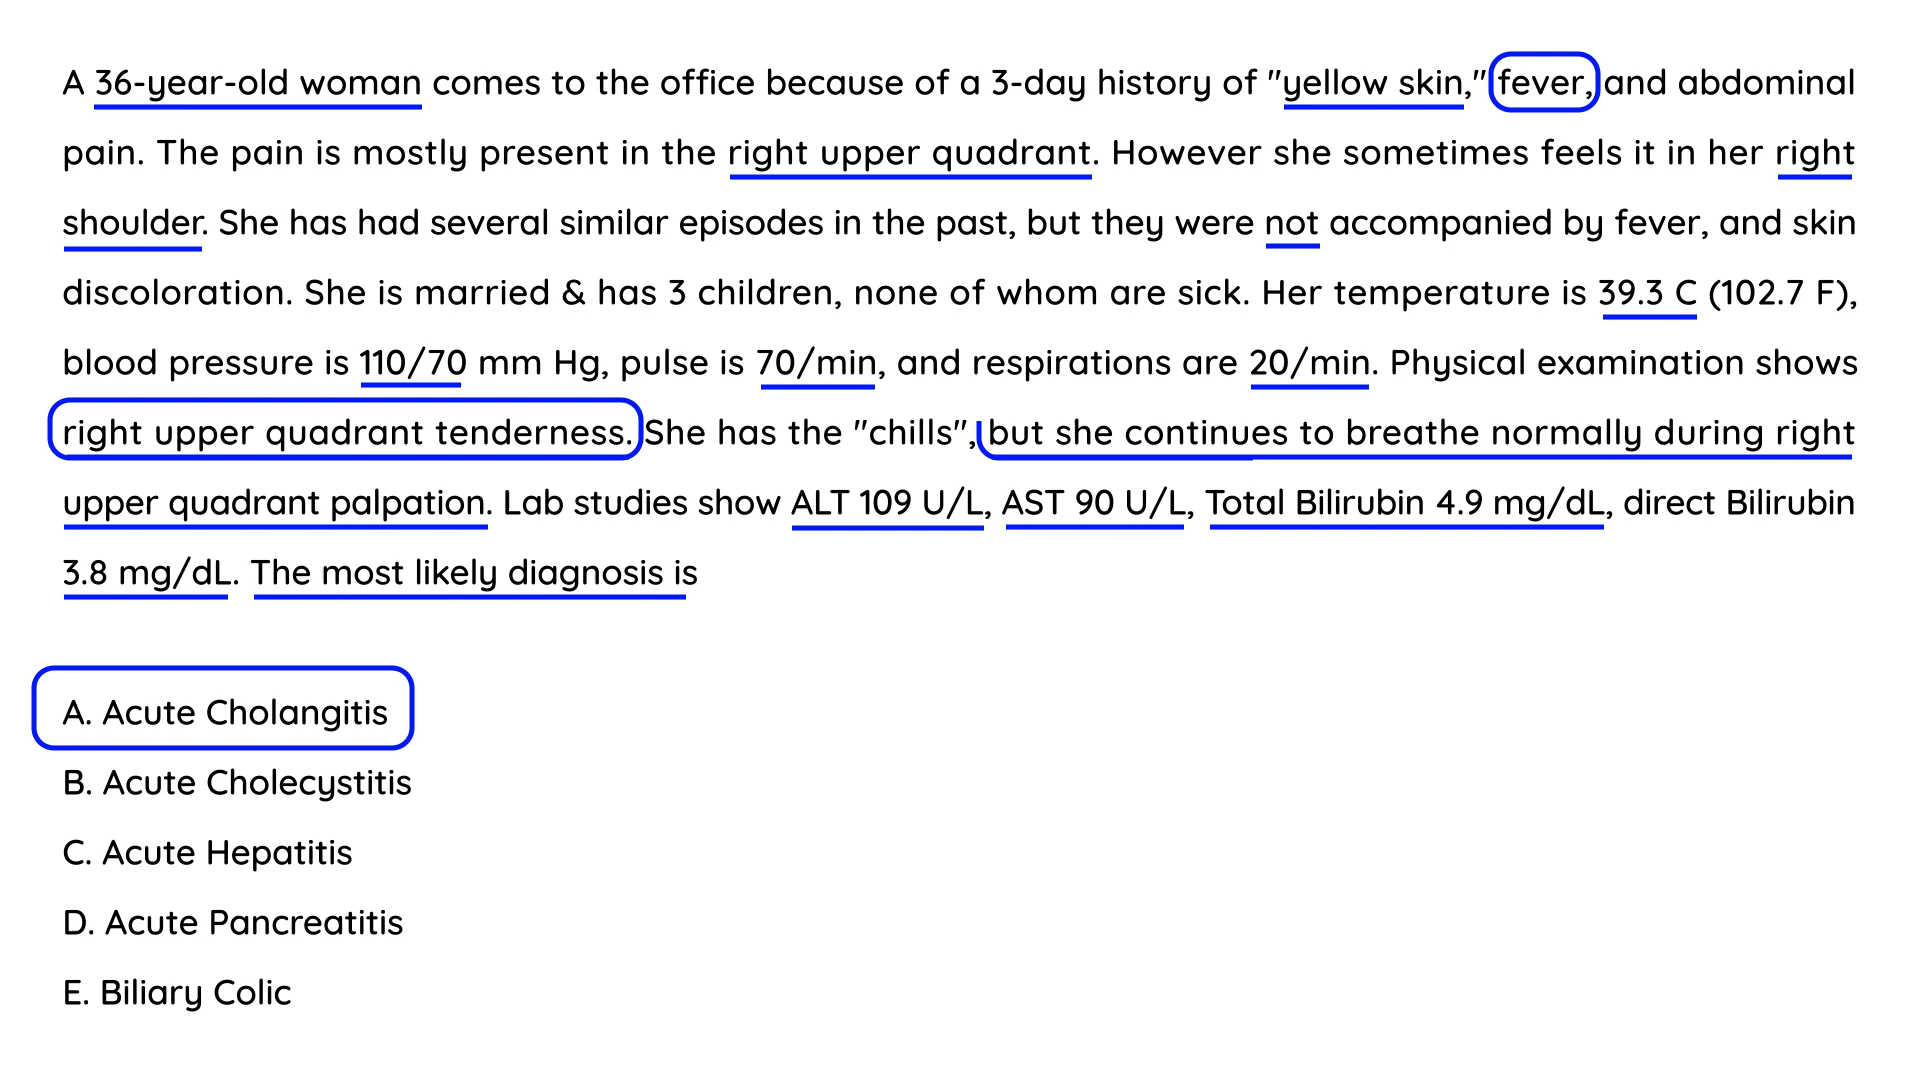 A 36-year-old woman comes to the office because of a 3-day history of "yellow skin," fever, and abdominal
pain. The pain is mostly present in the right upper quadrant. However she sometimes feels it in her right
shoulder. She has had several similar episodes in the past, but they were not accompanied by fever, and skin
discoloration. She is married & has 3 children, none of whom are sick. Her temperature is 39.3 C (102.7 F),
blood pressure is 110/70 mm Hg, pulse is 70/min, and respirations are 20/min. Physical examination shows
right upper quadrant tenderness. She has the "chills", but she continues to breathe normally during right
upper quadrant palpation. Lab studies show ALT 109 U/L, AST 90 U/L, Total Bilirubin 4.9 mg/dL, direct Bilirubin
3.8 mg/dL. The most likely diagnosis is
A. Acute Cholangitis
B. Acute Cholecystitis
C. Acute Hepatitis
D. Acute Pancreatitis
E. Biliary Colic